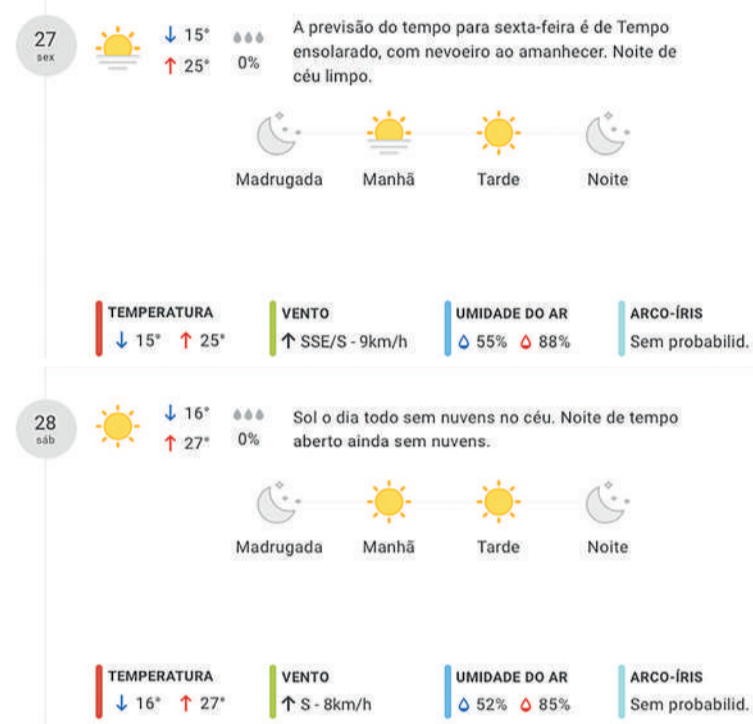 27
sex
↓ 15°
↑ 25°
0%
A previsão do tempo para sexta-feira é de Tempo
ensolarado, com nevoeiro ao amanhecer. Noite de
céu limpo.
Madrugada Manhã Tarde Noite
TEMPERATURA VENTO UMIDADE DO AR ARCO-ÍRIS
↓ 15° ↑ 25° ↑ SSE/S - 9km/h 55% 88% Sem probabilid.
28
sáb
↓ 16°
↑ 27°
0%
Sol o dia todo sem nuvens no céu. Noite de tempo
aberto ainda sem nuvens.
Madrugada Manhã Tarde Noite
TEMPERATURA VENTO UMIDADE DO AR ARCO-ÍRIS
↓ 16° ↑ 27° ↑ S - 8km/h 52% 85% Sem probabilid.